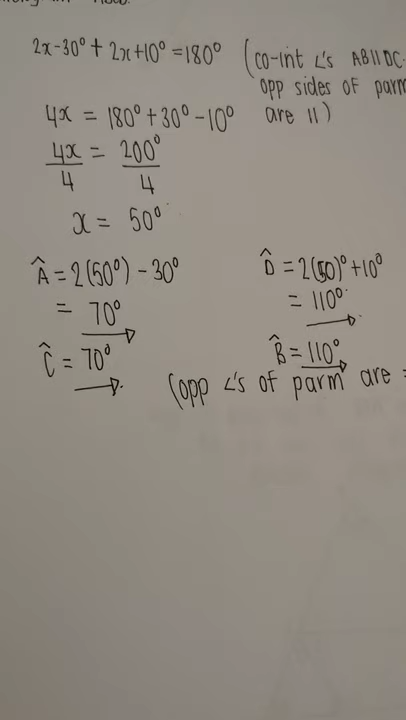 2x-30° + 2x+10° = 180° (co-int ∠'s AB||DC.
opp sides of parm
4x = 180° + 30° - 10° are ||)
4x/4 = 200°/4
x = 50°
Â = 2(50°) - 30° D̂ = 2(50)° + 10°
= 70° = 110°
Ĉ = 70° B̂ = 110°
(opp ∠'s of parm are =